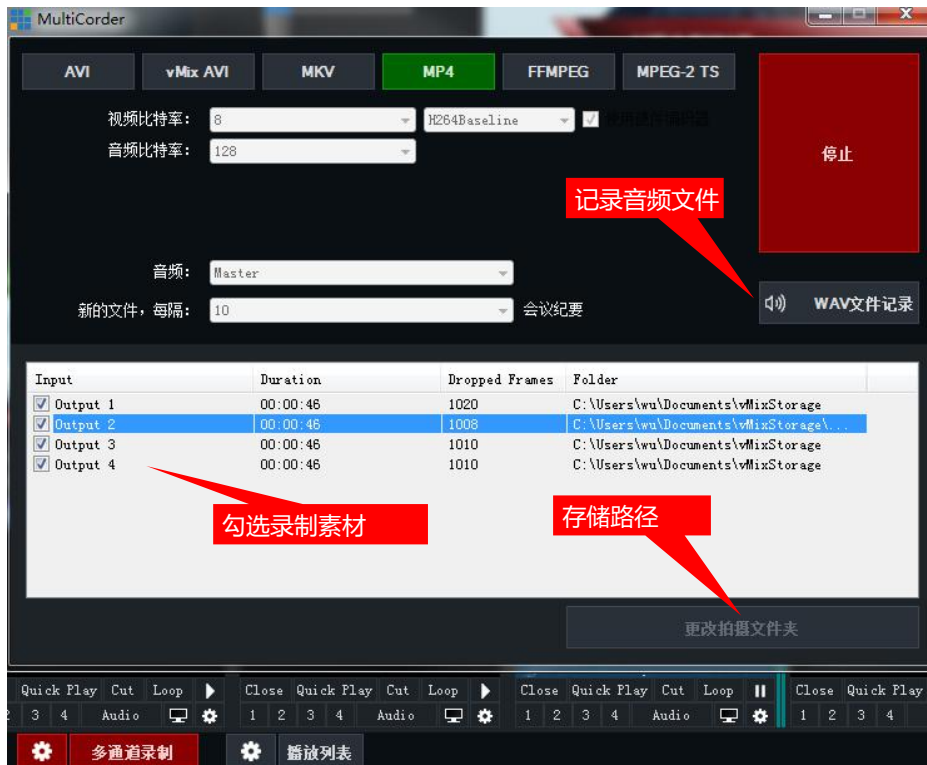 MultiCorder
AVI vMix AVI MKV MP4 FFMPEG MPEG-2 TS
视频比特率: 8 H264Baseline
音频比特率: 128
停止
记录音频文件
音频: Master
新的文件，每隔: 10 会议纪要
WAV文件记录
Input Duration Dropped Frames Folder
Output 1 00:00:46 1020 C:\Users\wu\Documents\vMixStorage
Output 2 00:00:46 1008 C:\Users\wu\Documents\vMixStorage\...
Output 3 00:00:46 1010 C:\Users\wu\Documents\vMixStorage
Output 4 00:00:46 1010 C:\Users\wu\Documents\vMixStorage
勾选录制素材
存储路径
更改拍摄文件夹
Quick Play Cut Loop Close Quick Play Cut Loop Close Quick Play Cut Loop Close Quick Play
3 4 Audio 1 2 3 4 Audio 1 2 3 4 Audio 1 2 3 4
多通道录制 播放列表